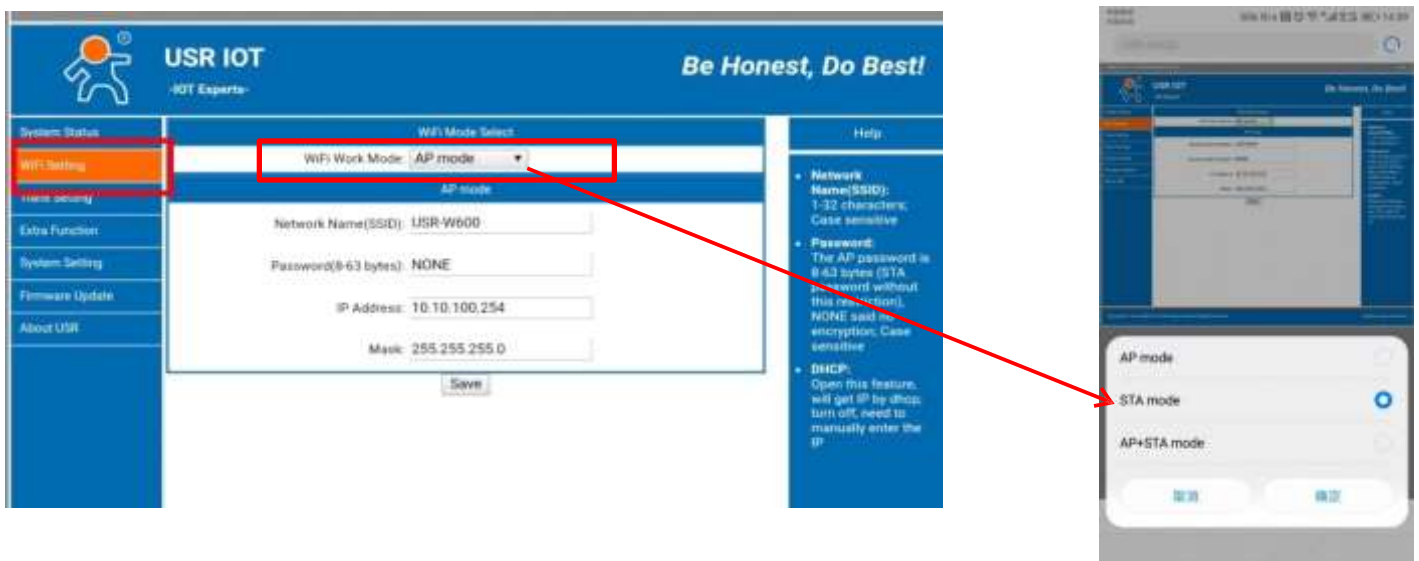 USR IOT
-IOT Experts-
Be Honest, Do Best!
System Status
WiFi Setting
Trans Setting
Extra Function
System Setting
Firmware Update
About USR
WiFi Mode Select
WiFi Work Mode: AP mode
AP mode
Network Name(SSID): USR-W600
Password(8-63 bytes): NONE
IP Address: 10.10.100.254
Mask: 255.255.255.0
Save
Help
• Network
Name(SSID):
1-32 characters;
Case sensitive
• Password:
The AP password is
8-63 bytes (STA
password without
this restriction),
NONE said no
encryption; Case
sensitive
• DHCP:
Open this feature,
will get IP by dhcp;
turn off, need to
manually enter the
IP
14:39
USR IOT
Be Honest, Do Best!
AP mode
STA mode
AP+STA mode
取消
确定